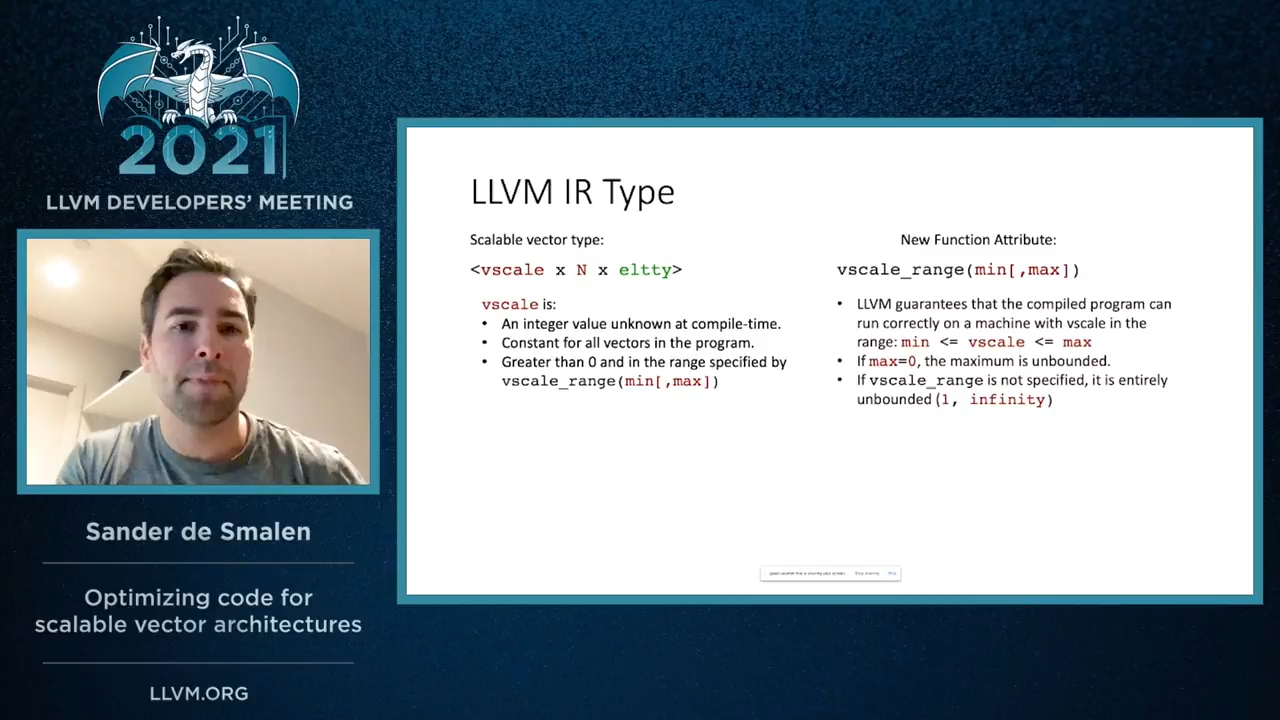 2021
LLVM DEVELOPERS' MEETING
Sander de Smalen
Optimizing code for
scalable vector architectures
LLVM.ORG
LLVM IR Type
Scalable vector type:
<vscale x N x eltty>
vscale is:
• An integer value unknown at compile-time.
• Constant for all vectors in the program.
• Greater than 0 and in the range specified by
vscale_range(min[,max])
New Function Attribute:
vscale_range(min[,max])
• LLVM guarantees that the compiled program can
run correctly on a machine with vscale in the
range: min <= vscale <= max
• If max=0, the maximum is unbounded.
• If vscale_range is not specified, it is entirely
unbounded (1, infinity)